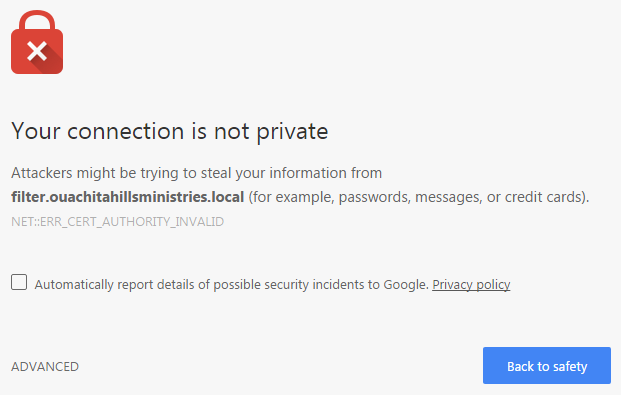 Your connection is not private
Attackers might be trying to steal your information from
filter.ouachitahillsministries.local (for example, passwords, messages, or credit cards).
NET::ERR_CERT_AUTHORITY_INVALID
Automatically report details of possible security incidents to Google. Privacy policy
ADVANCED
Back to safety